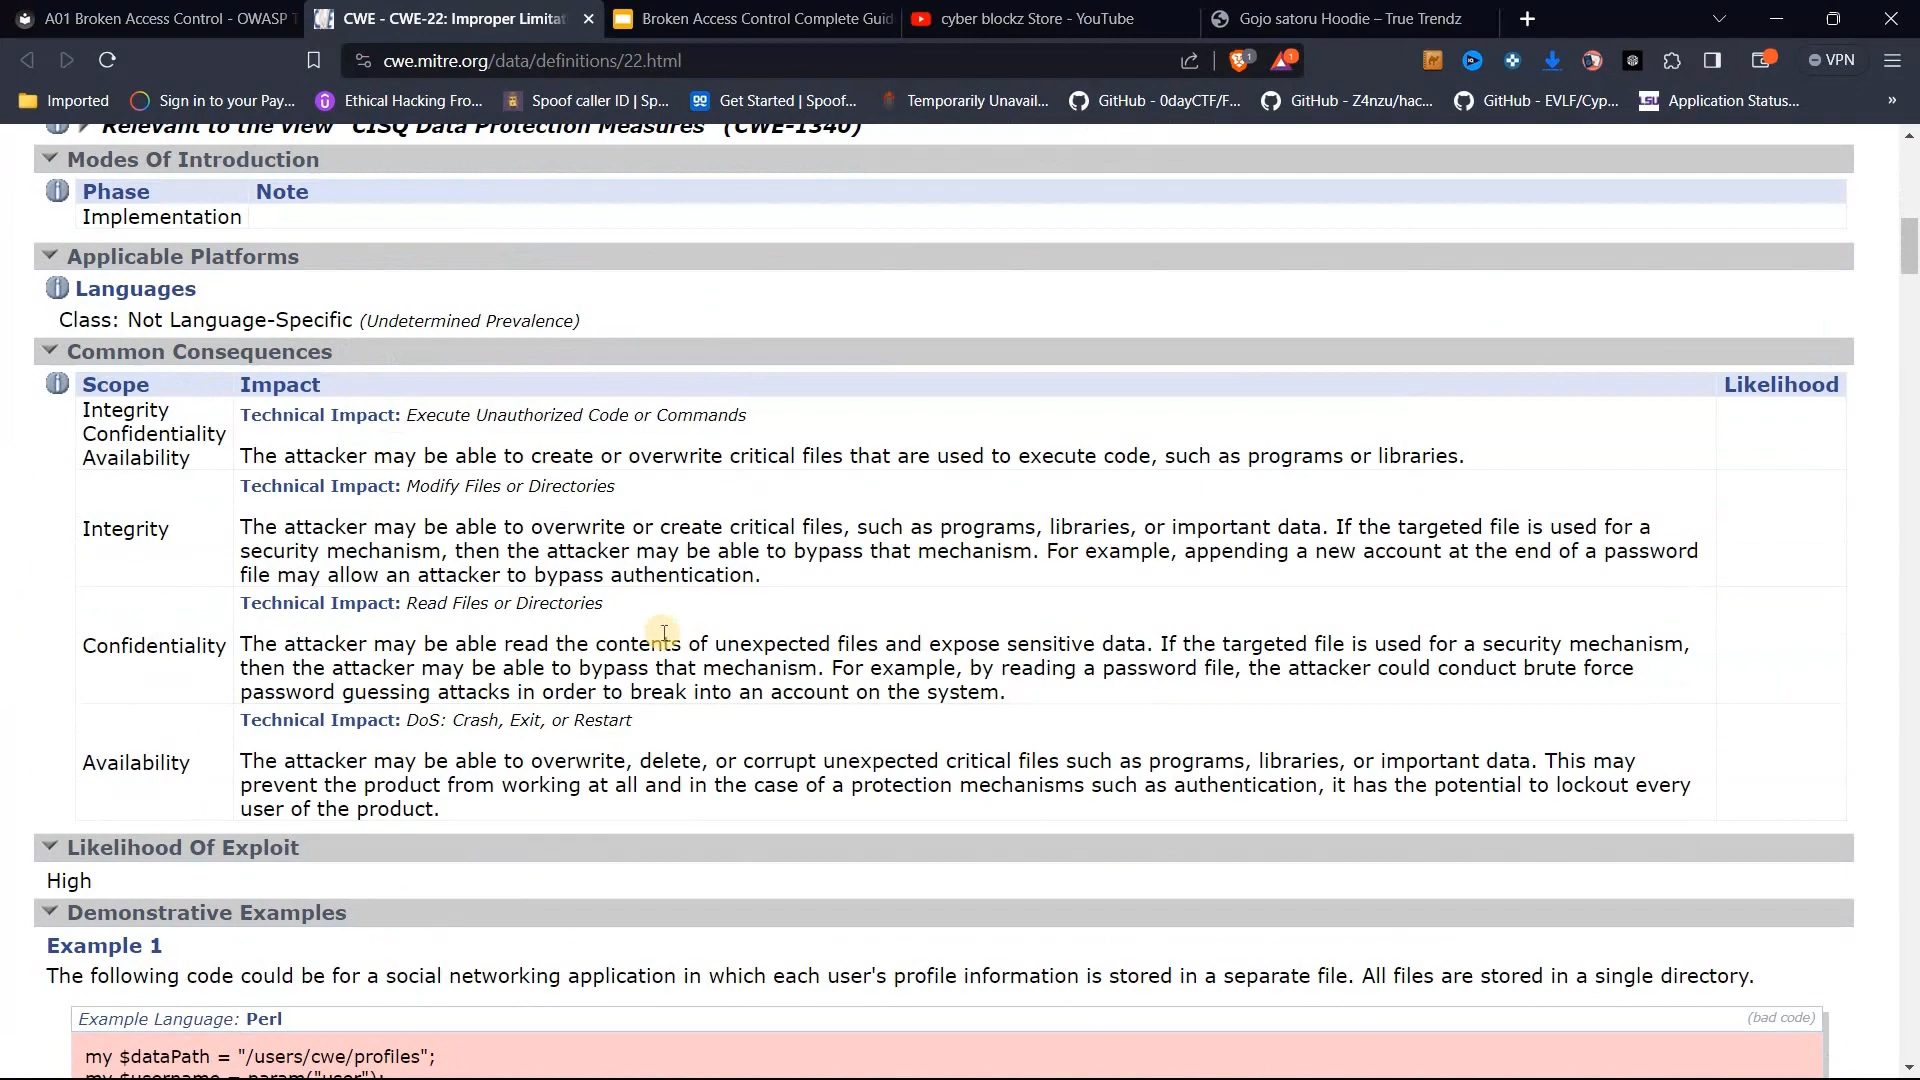 A01 Broken Access Control - OWASP T
CWE - CWE-22: Improper Limitat
Broken Access Control Complete Guid
cyber blockz Store - YouTube
Gojo satoru Hoodie – True Trendz
cwe.mitre.org/data/definitions/22.html
1
1
VPN
Imported
Sign in to your Pay...
Ethical Hacking Fro...
Spoof caller ID | Sp...
Get Started | Spoof...
Temporarily Unavail...
GitHub - 0dayCTF/F...
GitHub - Z4nzu/hac...
GitHub - EVLF/Cyp...
LSU
Application Status...
»
Relevant to the view "CISQ Data Protection Measures" (CWE-1340)
Modes Of Introduction
Phase Note
Implementation
Applicable Platforms
Languages
Class: Not Language-Specific (Undetermined Prevalence)
Common Consequences
Scope Impact Likelihood
Integrity
Confidentiality
Availability
Technical Impact: Execute Unauthorized Code or Commands
The attacker may be able to create or overwrite critical files that are used to execute code, such as programs or libraries.
Integrity
Technical Impact: Modify Files or Directories
The attacker may be able to overwrite or create critical files, such as programs, libraries, or important data. If the targeted file is used for a
security mechanism, then the attacker may be able to bypass that mechanism. For example, appending a new account at the end of a password
file may allow an attacker to bypass authentication.
Confidentiality
Technical Impact: Read Files or Directories
The attacker may be able read the contents of unexpected files and expose sensitive data. If the targeted file is used for a security mechanism,
then the attacker may be able to bypass that mechanism. For example, by reading a password file, the attacker could conduct brute force
password guessing attacks in order to break into an account on the system.
Availability
Technical Impact: DoS: Crash, Exit, or Restart
The attacker may be able to overwrite, delete, or corrupt unexpected critical files such as programs, libraries, or important data. This may
prevent the product from working at all and in the case of a protection mechanisms such as authentication, it has the potential to lockout every
user of the product.
Likelihood Of Exploit
High
Demonstrative Examples
Example 1
The following code could be for a social networking application in which each user's profile information is stored in a separate file. All files are stored in a single directory.
Example Language: Perl (bad code)
my $dataPath = "/users/cwe/profiles";
my $username = param("user");